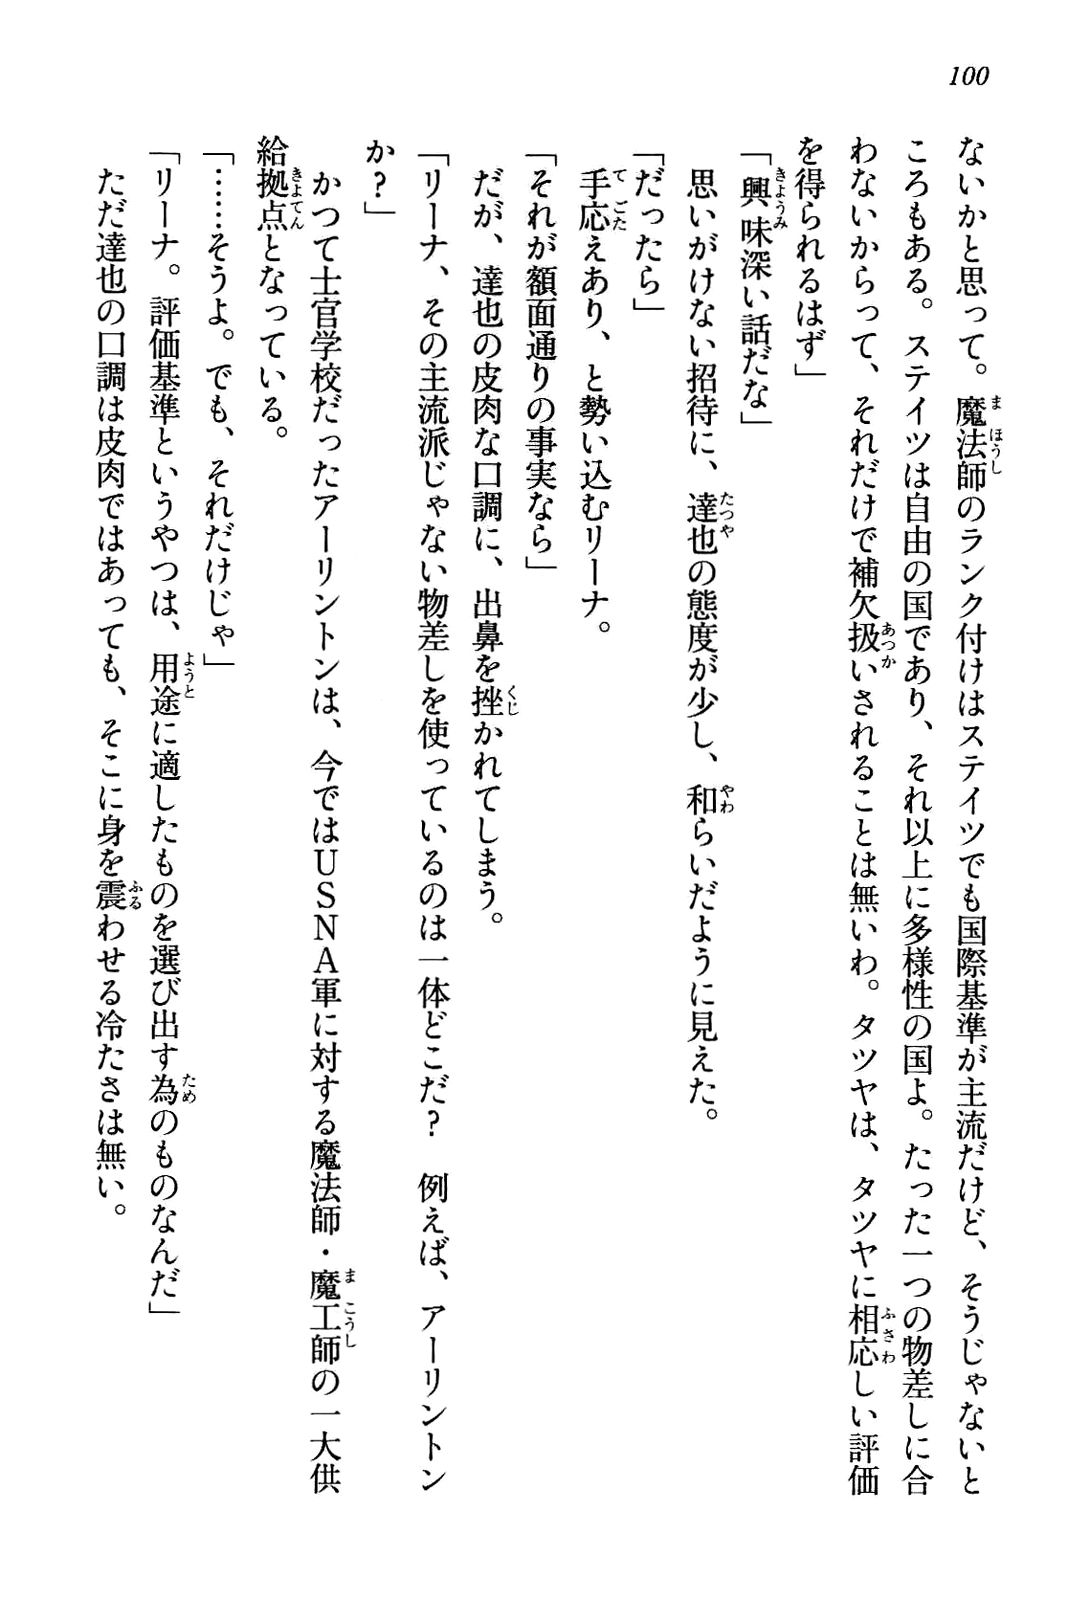 100
ないかと思って。魔法師のランク付けはステイツでも国際基準が主流だけど、そうじゃないと
ころもある。ステイツは自由の国であり、それ以上に多様性の国よ。たった一つの物差しに合
わないからって、それだけで補欠扱いされることは無いわ。タツヤは、タツヤに相応しい評価
を得られるはず」
「興味深い話だな」
思いがけない招待に、達也の態度が少し、和らいだように見えた。
「だったら」
手応えあり、と勢い込むリーナ。
「それが額面通りの事実なら」
だが、達也の皮肉な口調に、出鼻を挫かれてしまう。
「リーナ、その主流派じゃない物差しを使っているのは一体どこだ？　例えば、アーリントン
か？」
かつて士官学校だったアーリントンは、今ではＵＳＮＡ軍に対する魔法師・魔工師の一大供
給拠点となっている。
「……そうよ。でも、それだけじゃ」
「リーナ。評価基準というやつは、用途に適したものを選び出す為のものなんだ」
ただ達也の口調は皮肉ではあっても、そこに身を震わせる冷たさは無い。